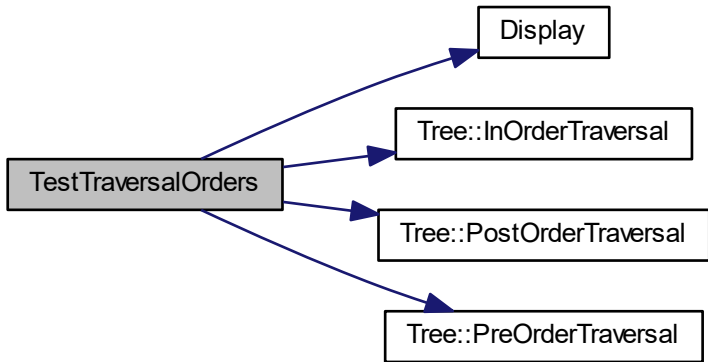 Display
Tree::InOrderTraversal
TestTraversalOrders
Tree::PostOrderTraversal
Tree::PreOrderTraversal